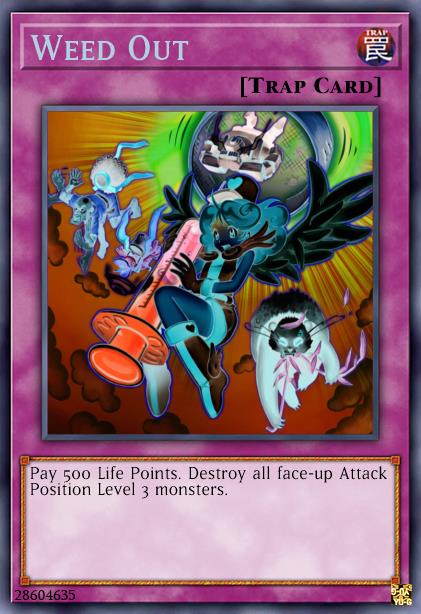 Weed Out
TRAP
罠
[Trap Card]
Pay 500 Life Points. Destroy all face-up Attack
Position Level 3 monsters.
28604635